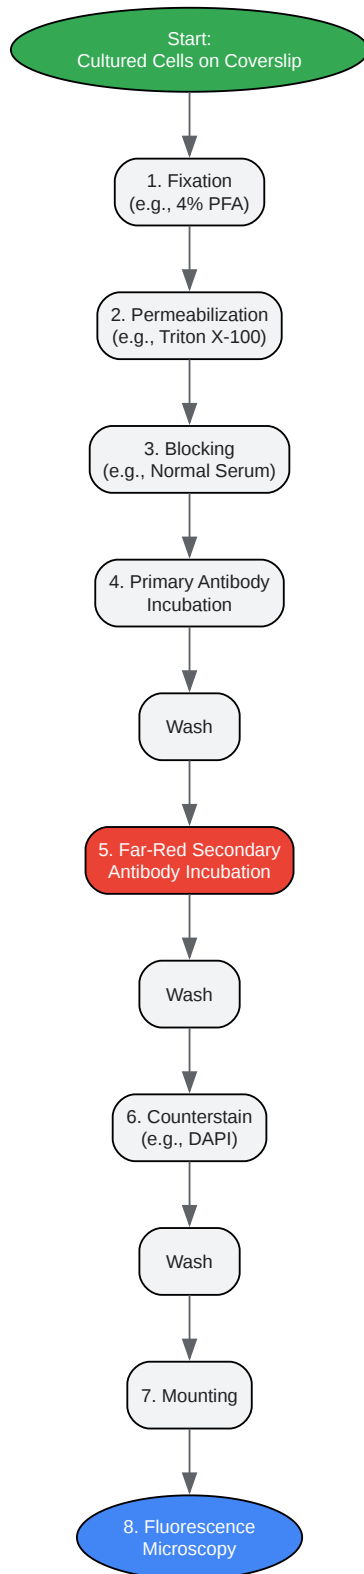 Start:
Cultured Cells on Coverslip
1. Fixation
(e.g., 4% PFA)
2. Permeabilization
(e.g., Triton X-100)
3. Blocking
(e.g., Normal Serum)
4. Primary Antibody
Incubation
Wash
5. Far-Red Secondary
Antibody Incubation
Wash
6. Counterstain
(e.g., DAPI)
Wash
7. Mounting
8. Fluorescence
Microscopy